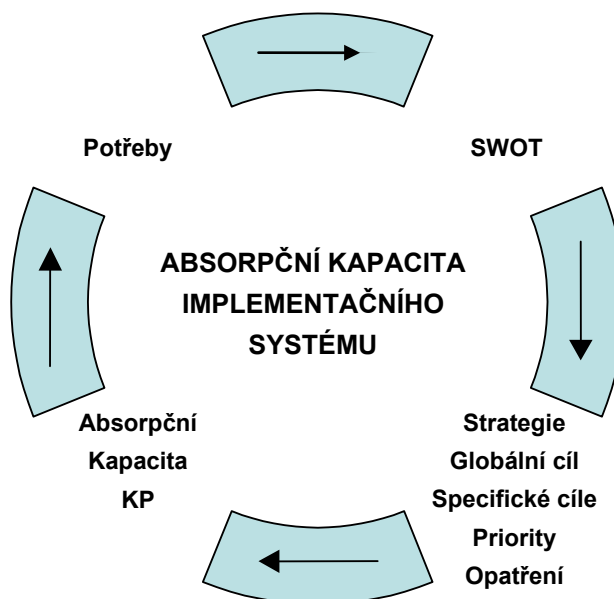 Potřeby
SWOT
ABSORPČNÍ KAPACITA
IMPLEMENTAČNÍHO
SYSTÉMU
Absorpční
Kapacita
KP
Strategie
Globální cíl
Specifické cíle
Priority
Opatření